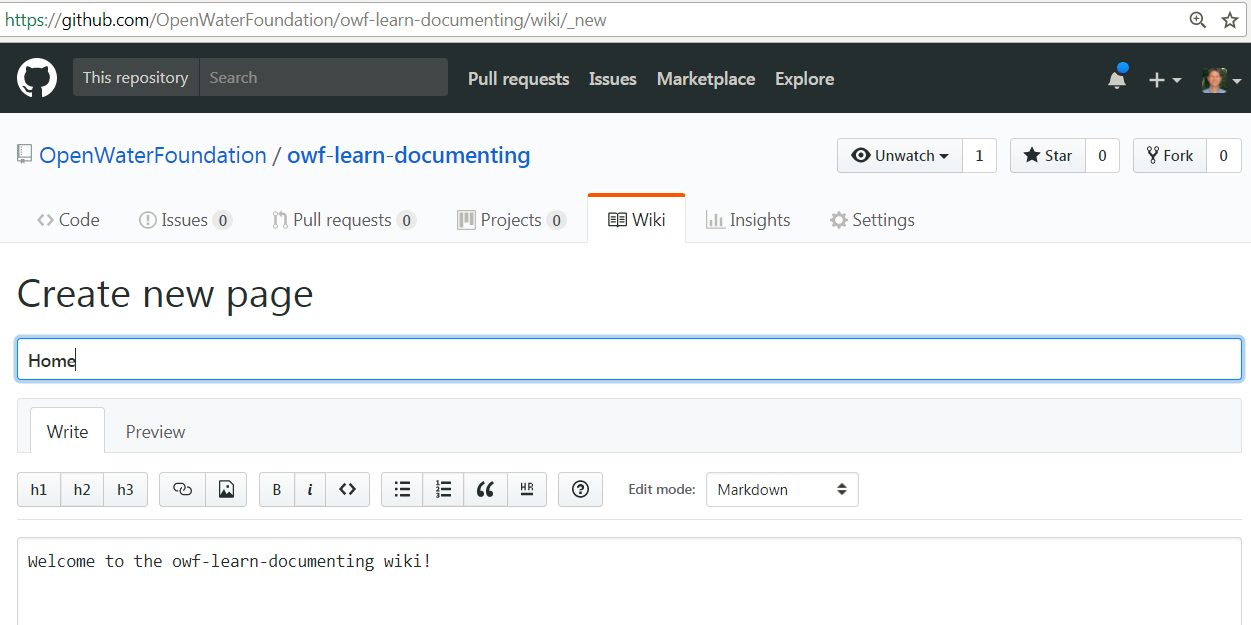 https://github.com/OpenWaterFoundation/owf-learn-documenting/wiki/_new
This repository Search Pull requests Issues Marketplace Explore
OpenWaterFoundation / owf-learn-documenting Unwatch 1 Star 0 Fork 0
Code Issues 0 Pull requests 0 Projects 0 Wiki Insights Settings
Create new page
Home
Write Preview
h1 h2 h3 B i HR Edit mode: Markdown
Welcome to the owf-learn-documenting wiki!